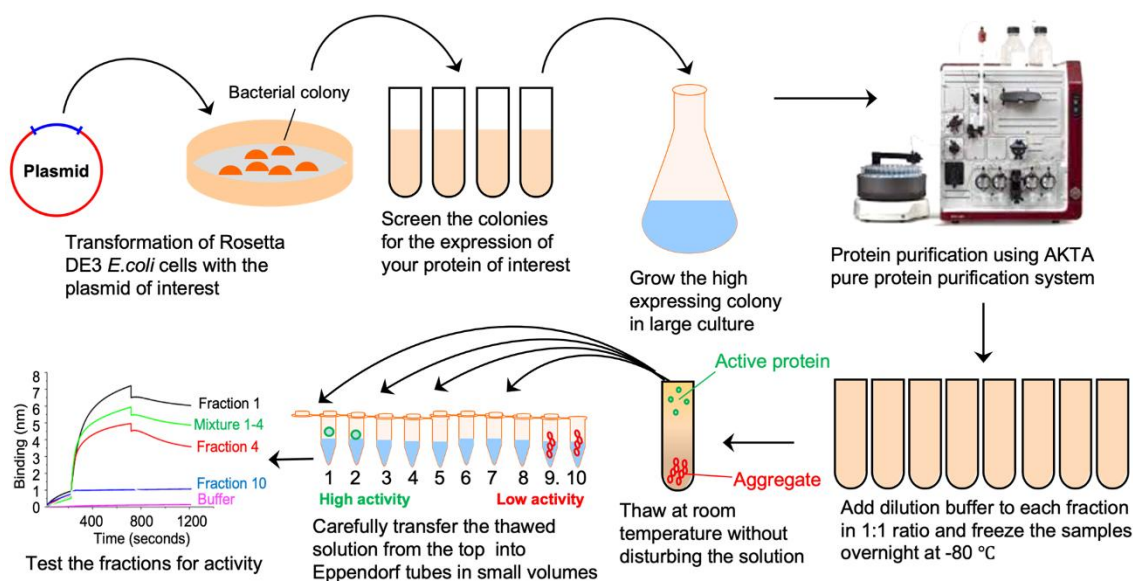 Plasmid
Bacterial colony
Transformation of Rosetta
DE3 E.coli cells with the
plasmid of interest
Screen the colonies
for the expression of
your protein of interest
Grow the high
expressing colony
in large culture
Protein purification using AKTA
pure protein purification system
Add dilution buffer to each fraction
in 1:1 ratio and freeze the samples
overnight at -80 ℃
Active protein
Aggregate
Thaw at room
temperature without
disturbing the solution
1 2 3 4 5 6 7 8 9. 10
High activity
Low activity
Carefully transfer the thawed
solution from the top into
Eppendorf tubes in small volumes
Binding (nm)
8
7
6
5
4
3
2
1
0
400 800 1200
Time (seconds)
Fraction 1
Mixture 1-4
Fraction 4
Fraction 10
Buffer
Test the fractions for activity